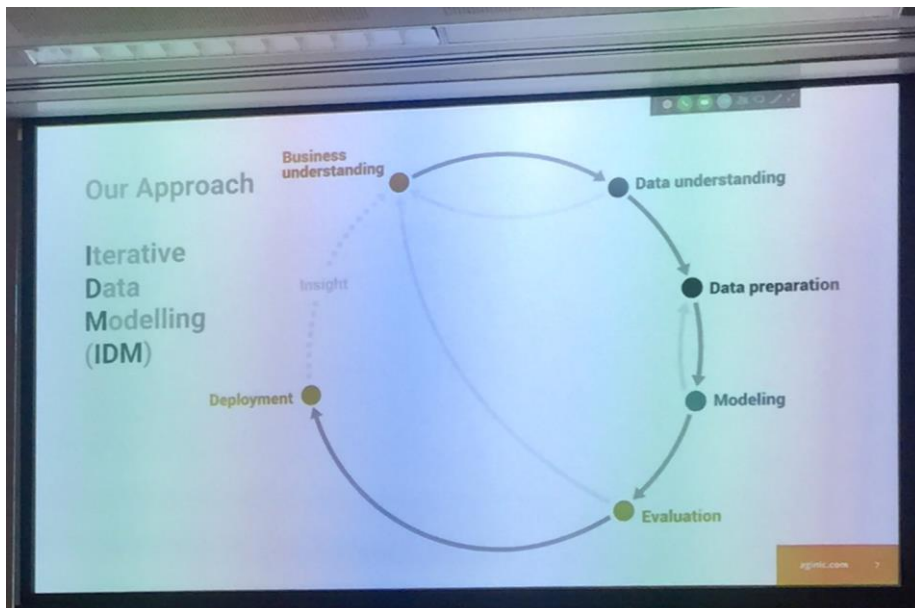 Our Approach
Iterative
Data
Modelling
(IDM)
Business
understanding
Data understanding
Data preparation
Modeling
Evaluation
Deployment
Insight
aginic.com 7